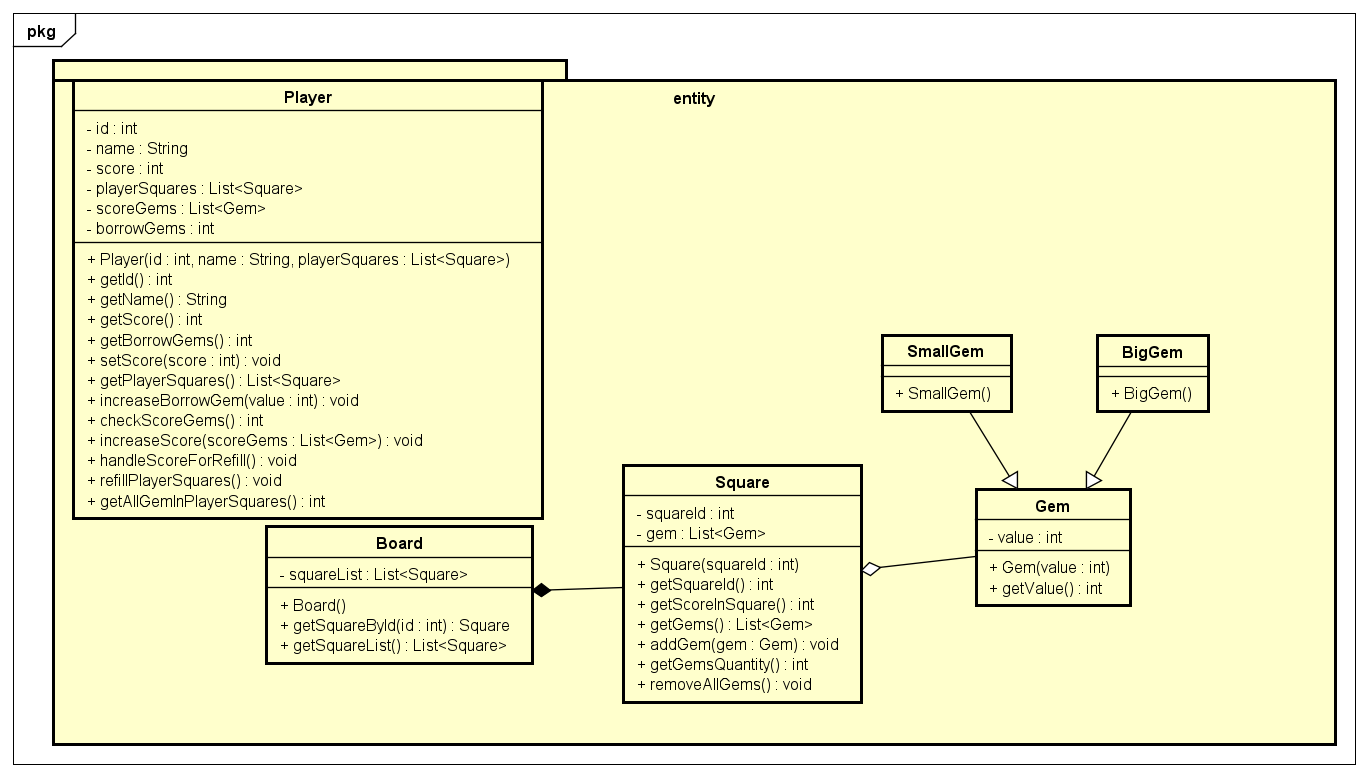 pkg
entity
Player
- id : int
- name : String
- score : int
- playerSquares : List<Square>
- scoreGems : List<Gem>
- borrowGems : int
+ Player(id : int, name : String, playerSquares : List<Square>)
+ getId() : int
+ getName() : String
+ getScore() : int
+ getBorrowGems() : int
+ setScore(score : int) : void
+ getPlayerSquares() : List<Square>
+ increaseBorrowGem(value : int) : void
+ checkScoreGems() : int
+ increaseScore(scoreGems : List<Gem>) : void
+ handleScoreForRefill() : void
+ refillPlayerSquares() : void
+ getAllGemInPlayerSquares() : int
Board
- squareList : List<Square>
+ Board()
+ getSquareById(id : int) : Square
+ getSquareList() : List<Square>
Square
- squareId : int
- gem : List<Gem>
+ Square(squareId : int)
+ getSquareId() : int
+ getScoreInSquare() : int
+ getGems() : List<Gem>
+ addGem(gem : Gem) : void
+ getGemsQuantity() : int
+ removeAllGems() : void
SmallGem
+ SmallGem()
BigGem
+ BigGem()
Gem
- value : int
+ Gem(value : int)
+ getValue() : int